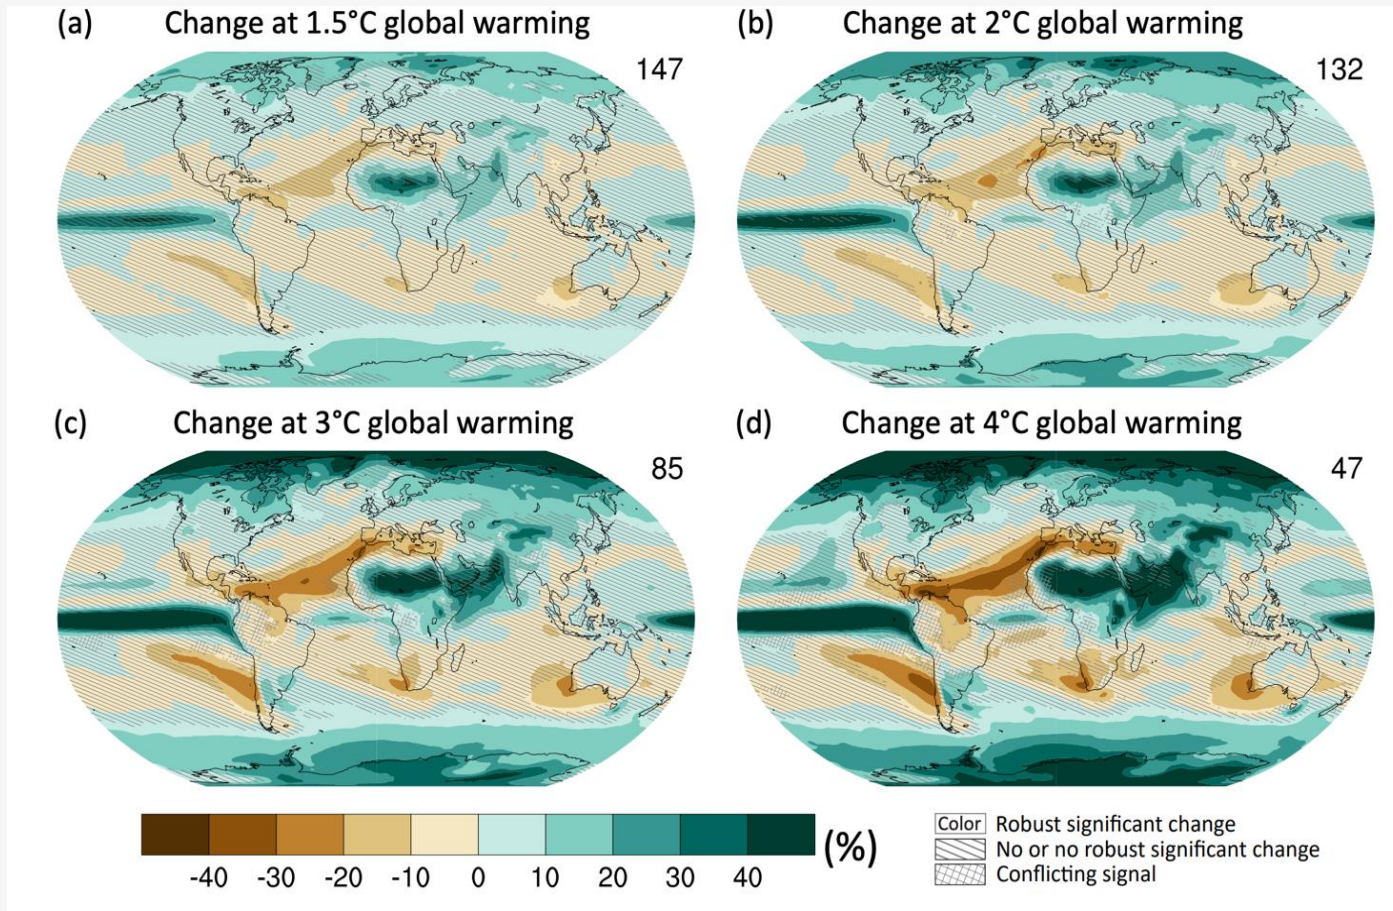 (a) Change at 1.5°C global warming
147
(b) Change at 2°C global warming
132
(c) Change at 3°C global warming
85
(d) Change at 4°C global warming
47
(%)
-40 -30 -20 -10 0 10 20 30 40
Color Robust significant change
No or no robust significant change
Conflicting signal